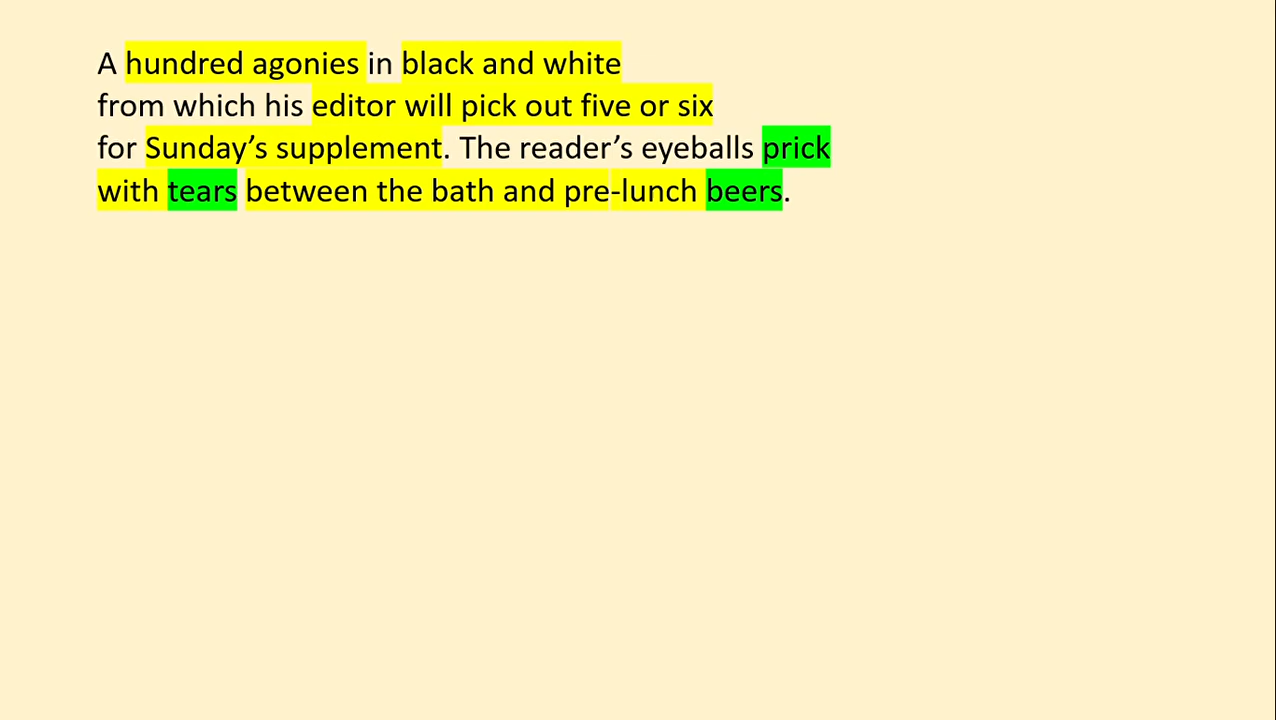 A hundred agonies in black and white
from which his editor will pick out five or six
for Sunday’s supplement. The reader’s eyeballs prick
with tears between the bath and pre-lunch beers.